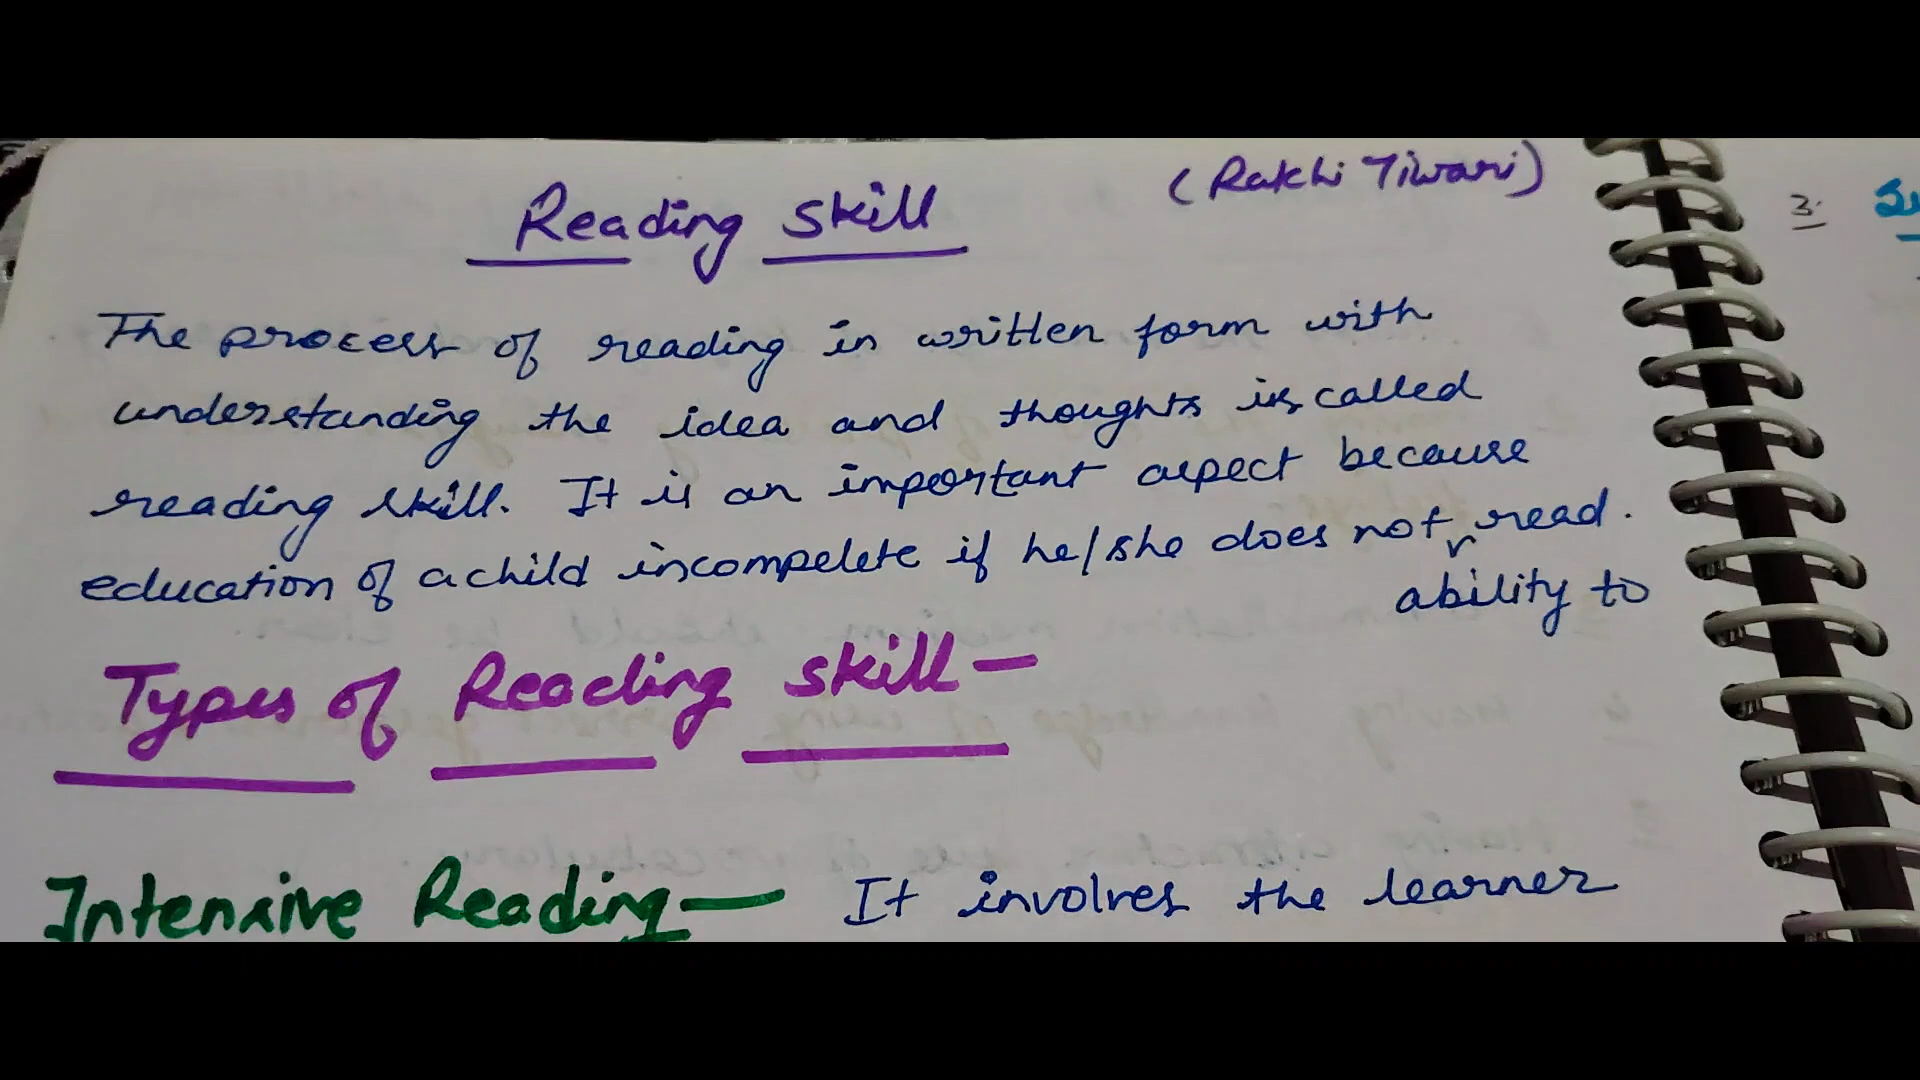 Reading skill
(Rakhi Tiwari)
The process of reading in written form with
understanding the idea and thoughts is called
reading skill. It is an important aspect because
education of a child incompelete if he/she does not read.
ability to
Types of Reading skill—
Intensive Reading— It involves the learner
3.